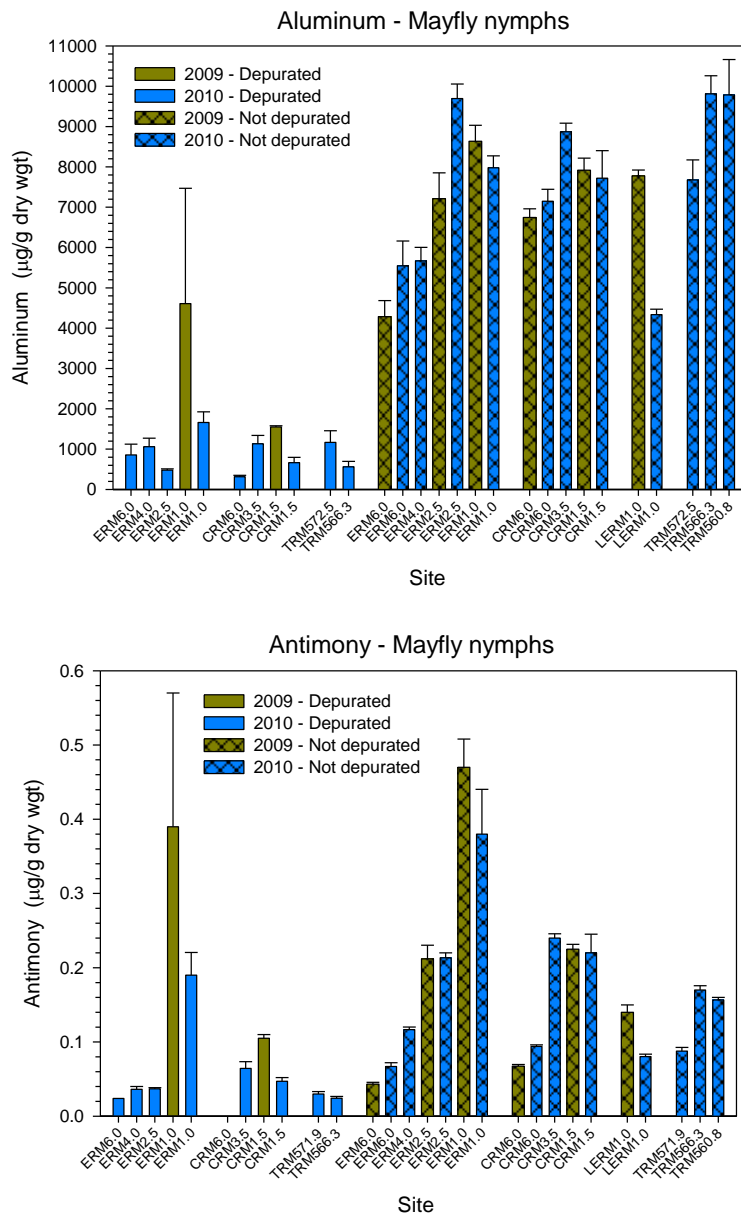 Aluminum - Mayfly nymphs
11000
10000
9000
8000
7000
6000
5000
4000
3000
2000
1000
0
Aluminum (µg/g dry wgt)
2009 - Depurated
2010 - Depurated
2009 - Not depurated
2010 - Not depurated
ERM6.0
ERM4.0
ERM2.5
ERM1.0
ERM1.0
CRM6.0
CRM3.5
CRM1.5
CRM1.5
TRM572.5
TRM566.3
ERM6.0
ERM6.0
ERM4.0
ERM2.5
ERM2.5
ERM1.0
ERM1.0
CRM6.0
CRM6.0
CRM3.5
CRM1.5
CRM1.5
LERM1.0
LERM1.0
TRM572.5
TRM566.3
TRM560.8
Site
Antimony - Mayfly nymphs
0.6
0.5
0.4
0.3
0.2
0.1
0.0
Antimony (µg/g dry wgt)
2009 - Depurated
2010 - Depurated
2009 - Not depurated
2010 - Not depurated
ERM6.0
ERM4.0
ERM2.5
ERM1.0
ERM1.0
CRM6.0
CRM3.5
CRM1.5
CRM1.5
TRM571.9
TRM566.3
ERM6.0
ERM6.0
ERM4.0
ERM2.5
ERM2.5
ERM1.0
ERM1.0
CRM6.0
CRM6.0
CRM3.5
CRM1.5
CRM1.5
LERM1.0
LERM1.0
TRM571.9
TRM566.3
TRM560.8
Site